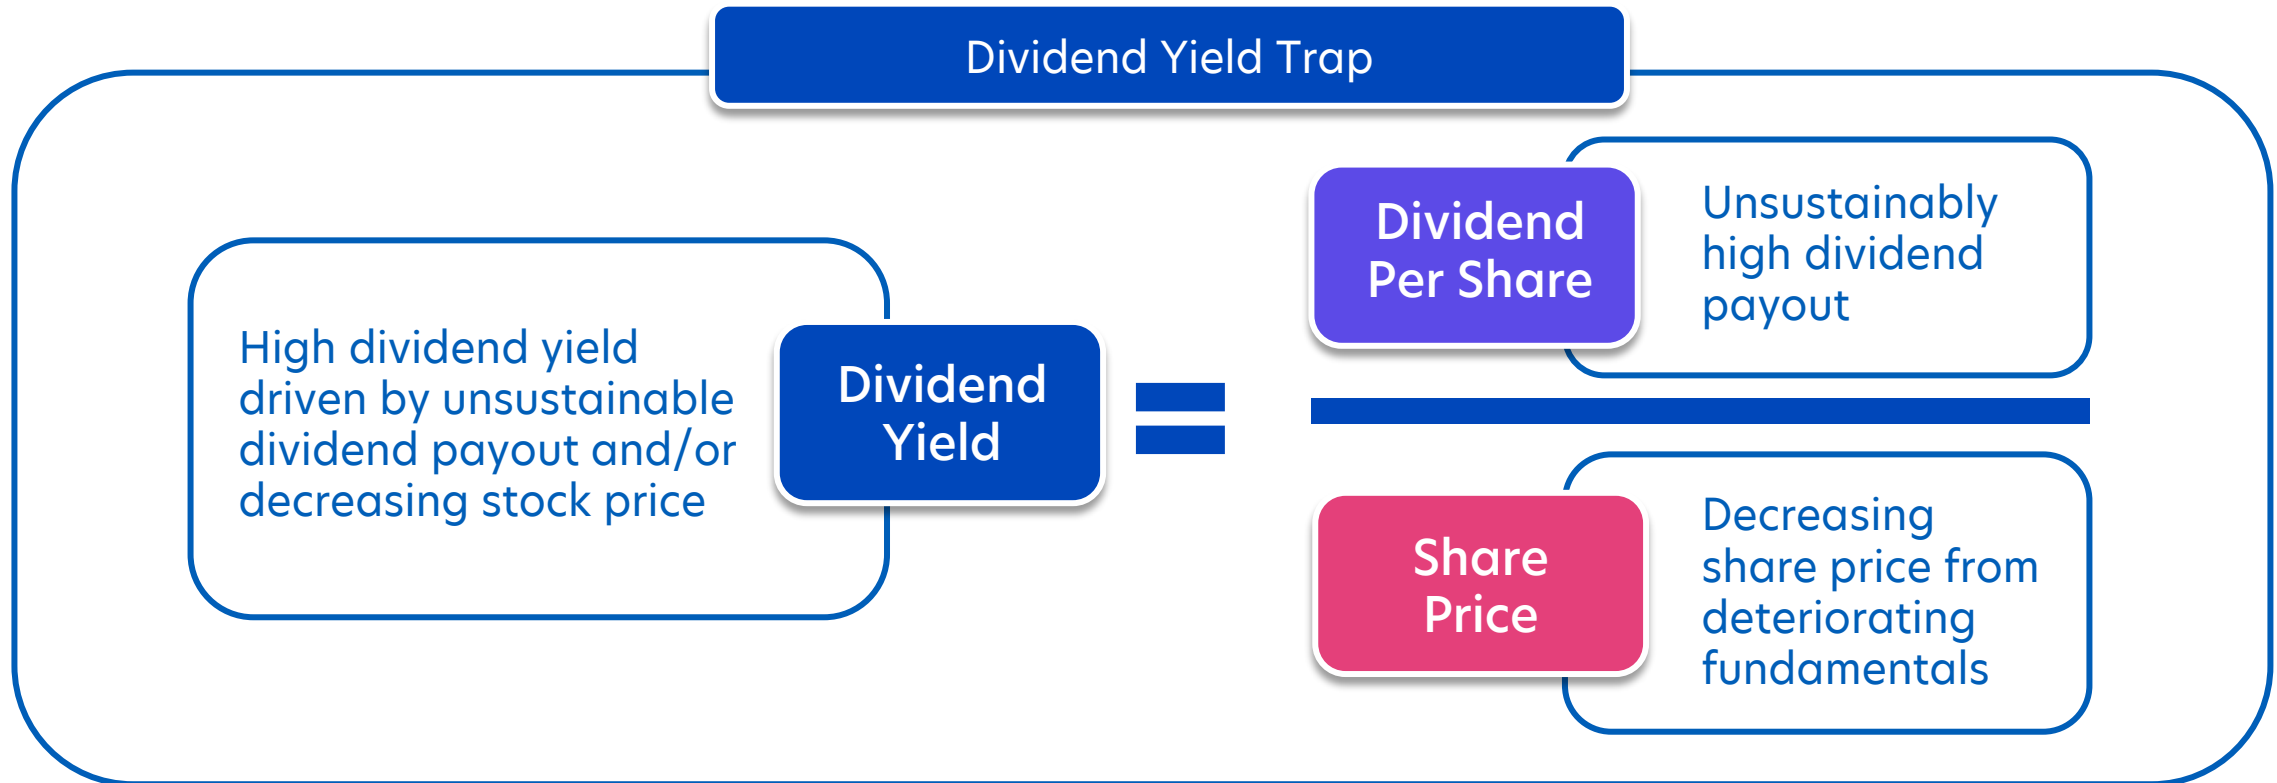 Dividend Yield Trap
High dividend yield
driven by unsustainable
dividend payout and/or
decreasing stock price
Dividend
Yield
=
Dividend
Per Share
Unsustainably
high dividend
payout
Share
Price
Decreasing
share price from
deteriorating
fundamentals